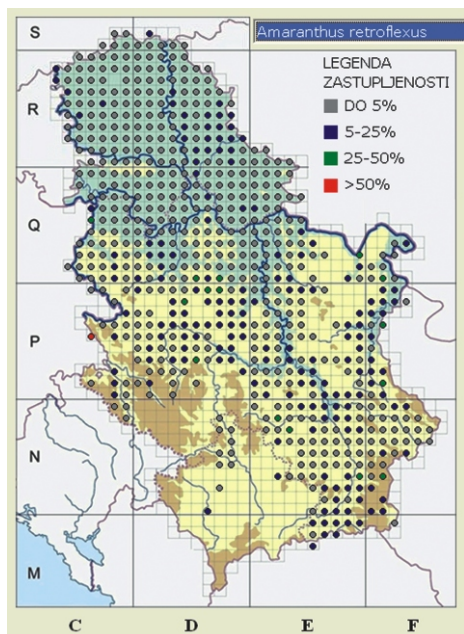 Amaranthus retroflexus
LEGENDA
ZASTUPLJENOSTI
DO 5%
5-25%
25-50%
>50%
S
R
Q
P
N
M
C D E F